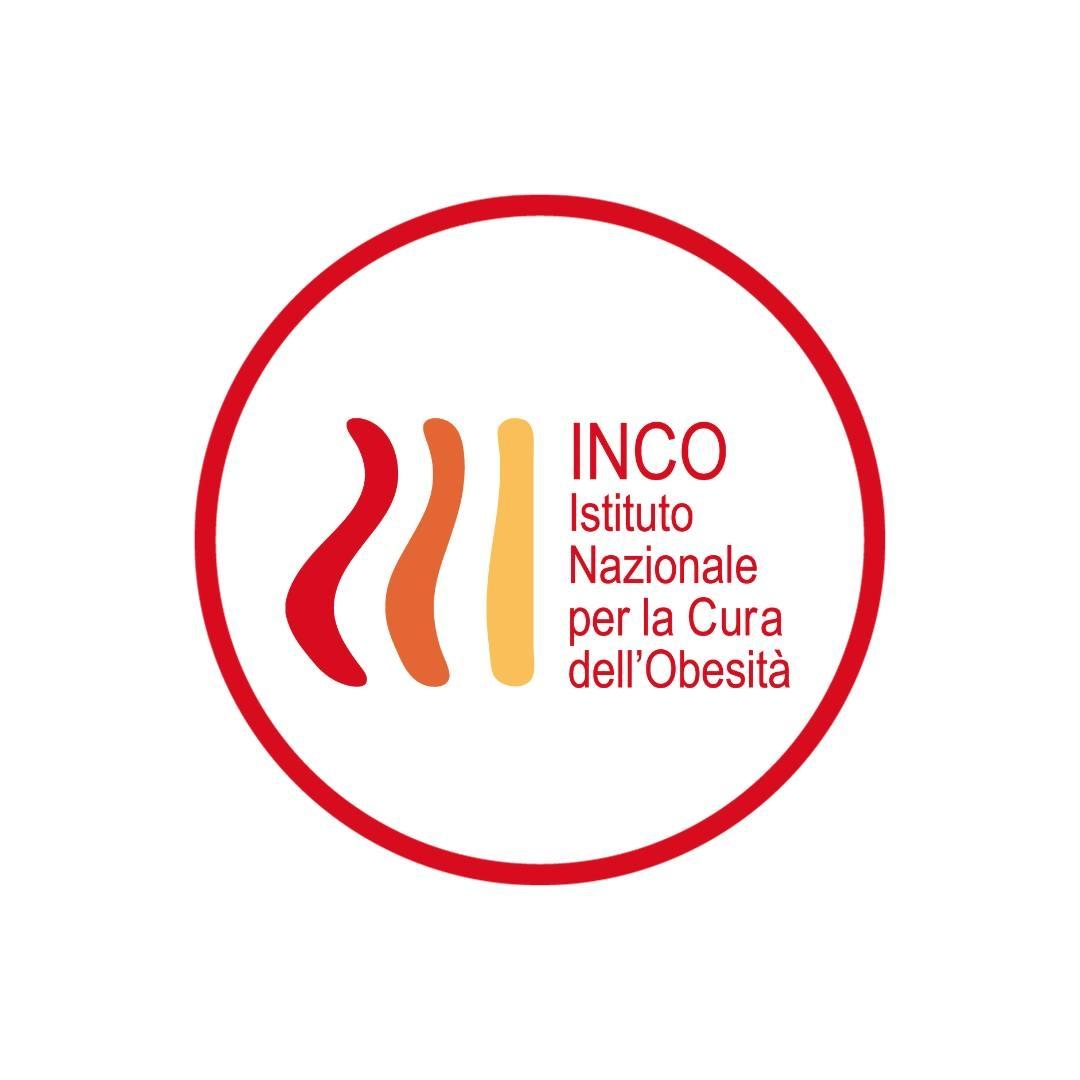 INCO
Istituto
Nazionale
per la Cura
dell’Obesità